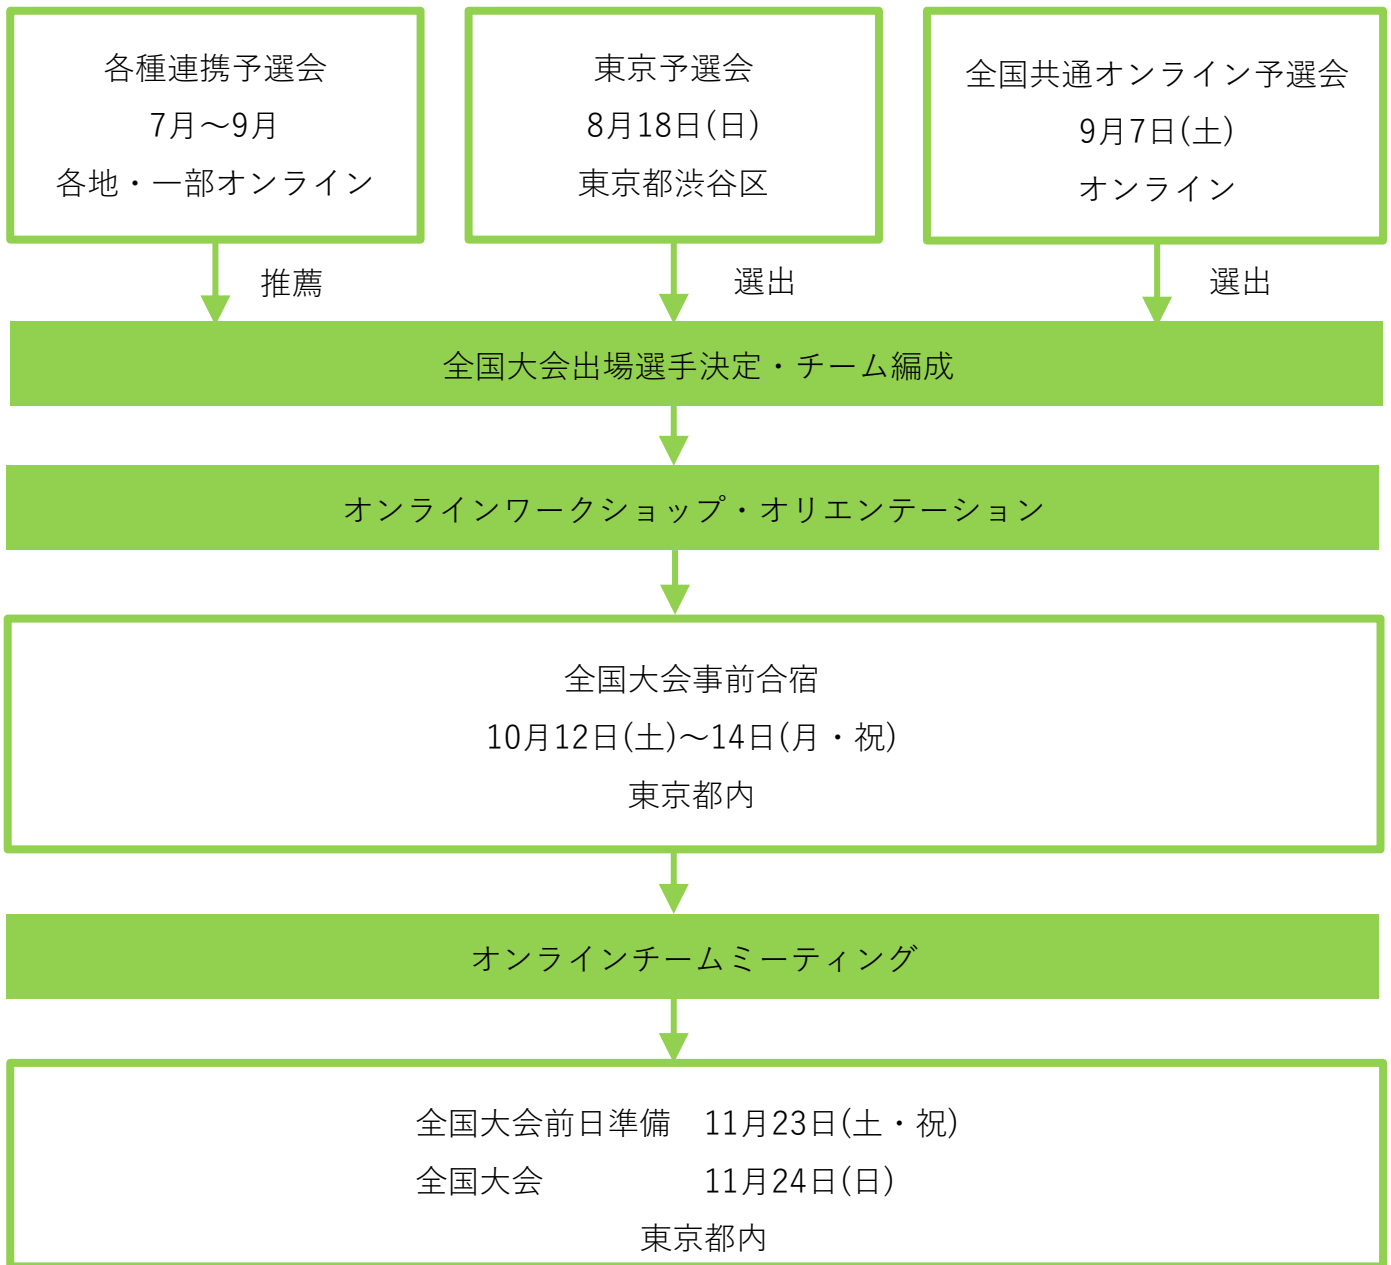 各種連携予選会
7月～9月
各地・一部オンライン
東京予選会
8月18日(日)
東京都渋谷区
全国共通オンライン予選会
9月7日(土)
オンライン
推薦
選出
選出
全国大会出場選手決定・チーム編成
オンラインワークショップ・オリエンテーション
全国大会事前合宿
10月12日(土)～14日(月・祝)
東京都内
オンラインチームミーティング
全国大会前日準備　11月23日(土・祝)
全国大会　11月24日(日)
東京都内